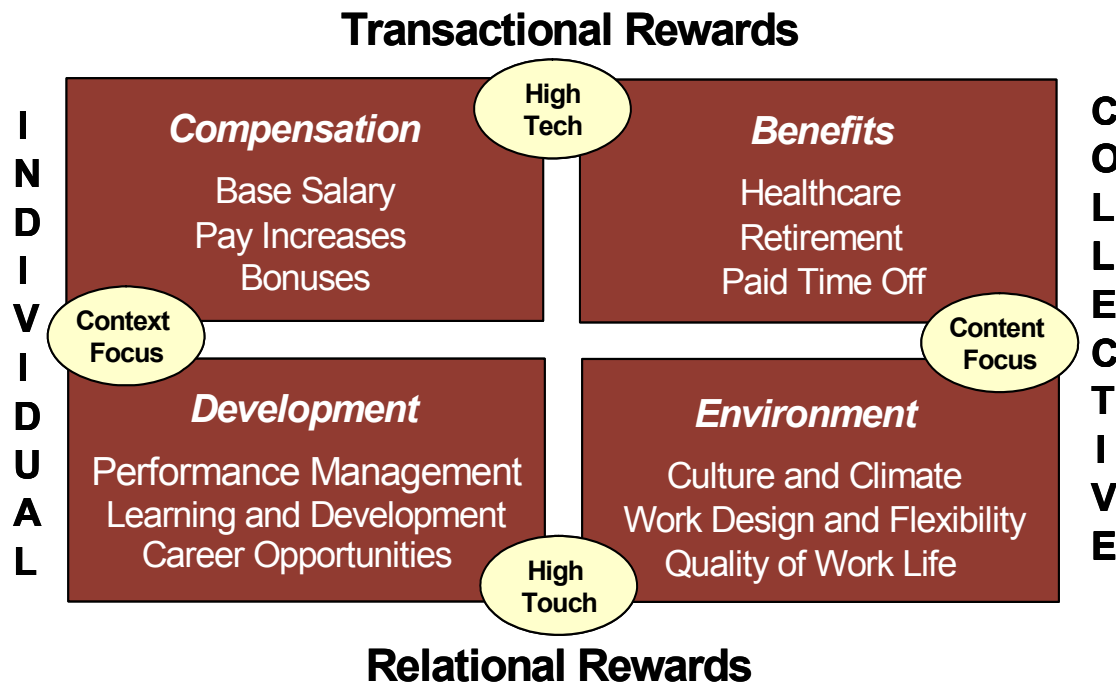 Transactional Rewards
High
Tech
INDIVIDUAL
Compensation
Base Salary
Pay Increases
Bonuses
Benefits
Healthcare
Retirement
Paid Time Off
COLLECTIVE
Context
Focus
Content
Focus
Development
Performance Management
Learning and Development
Career Opportunities
Environment
Culture and Climate
Work Design and Flexibility
Quality of Work Life
High
Touch
Relational Rewards